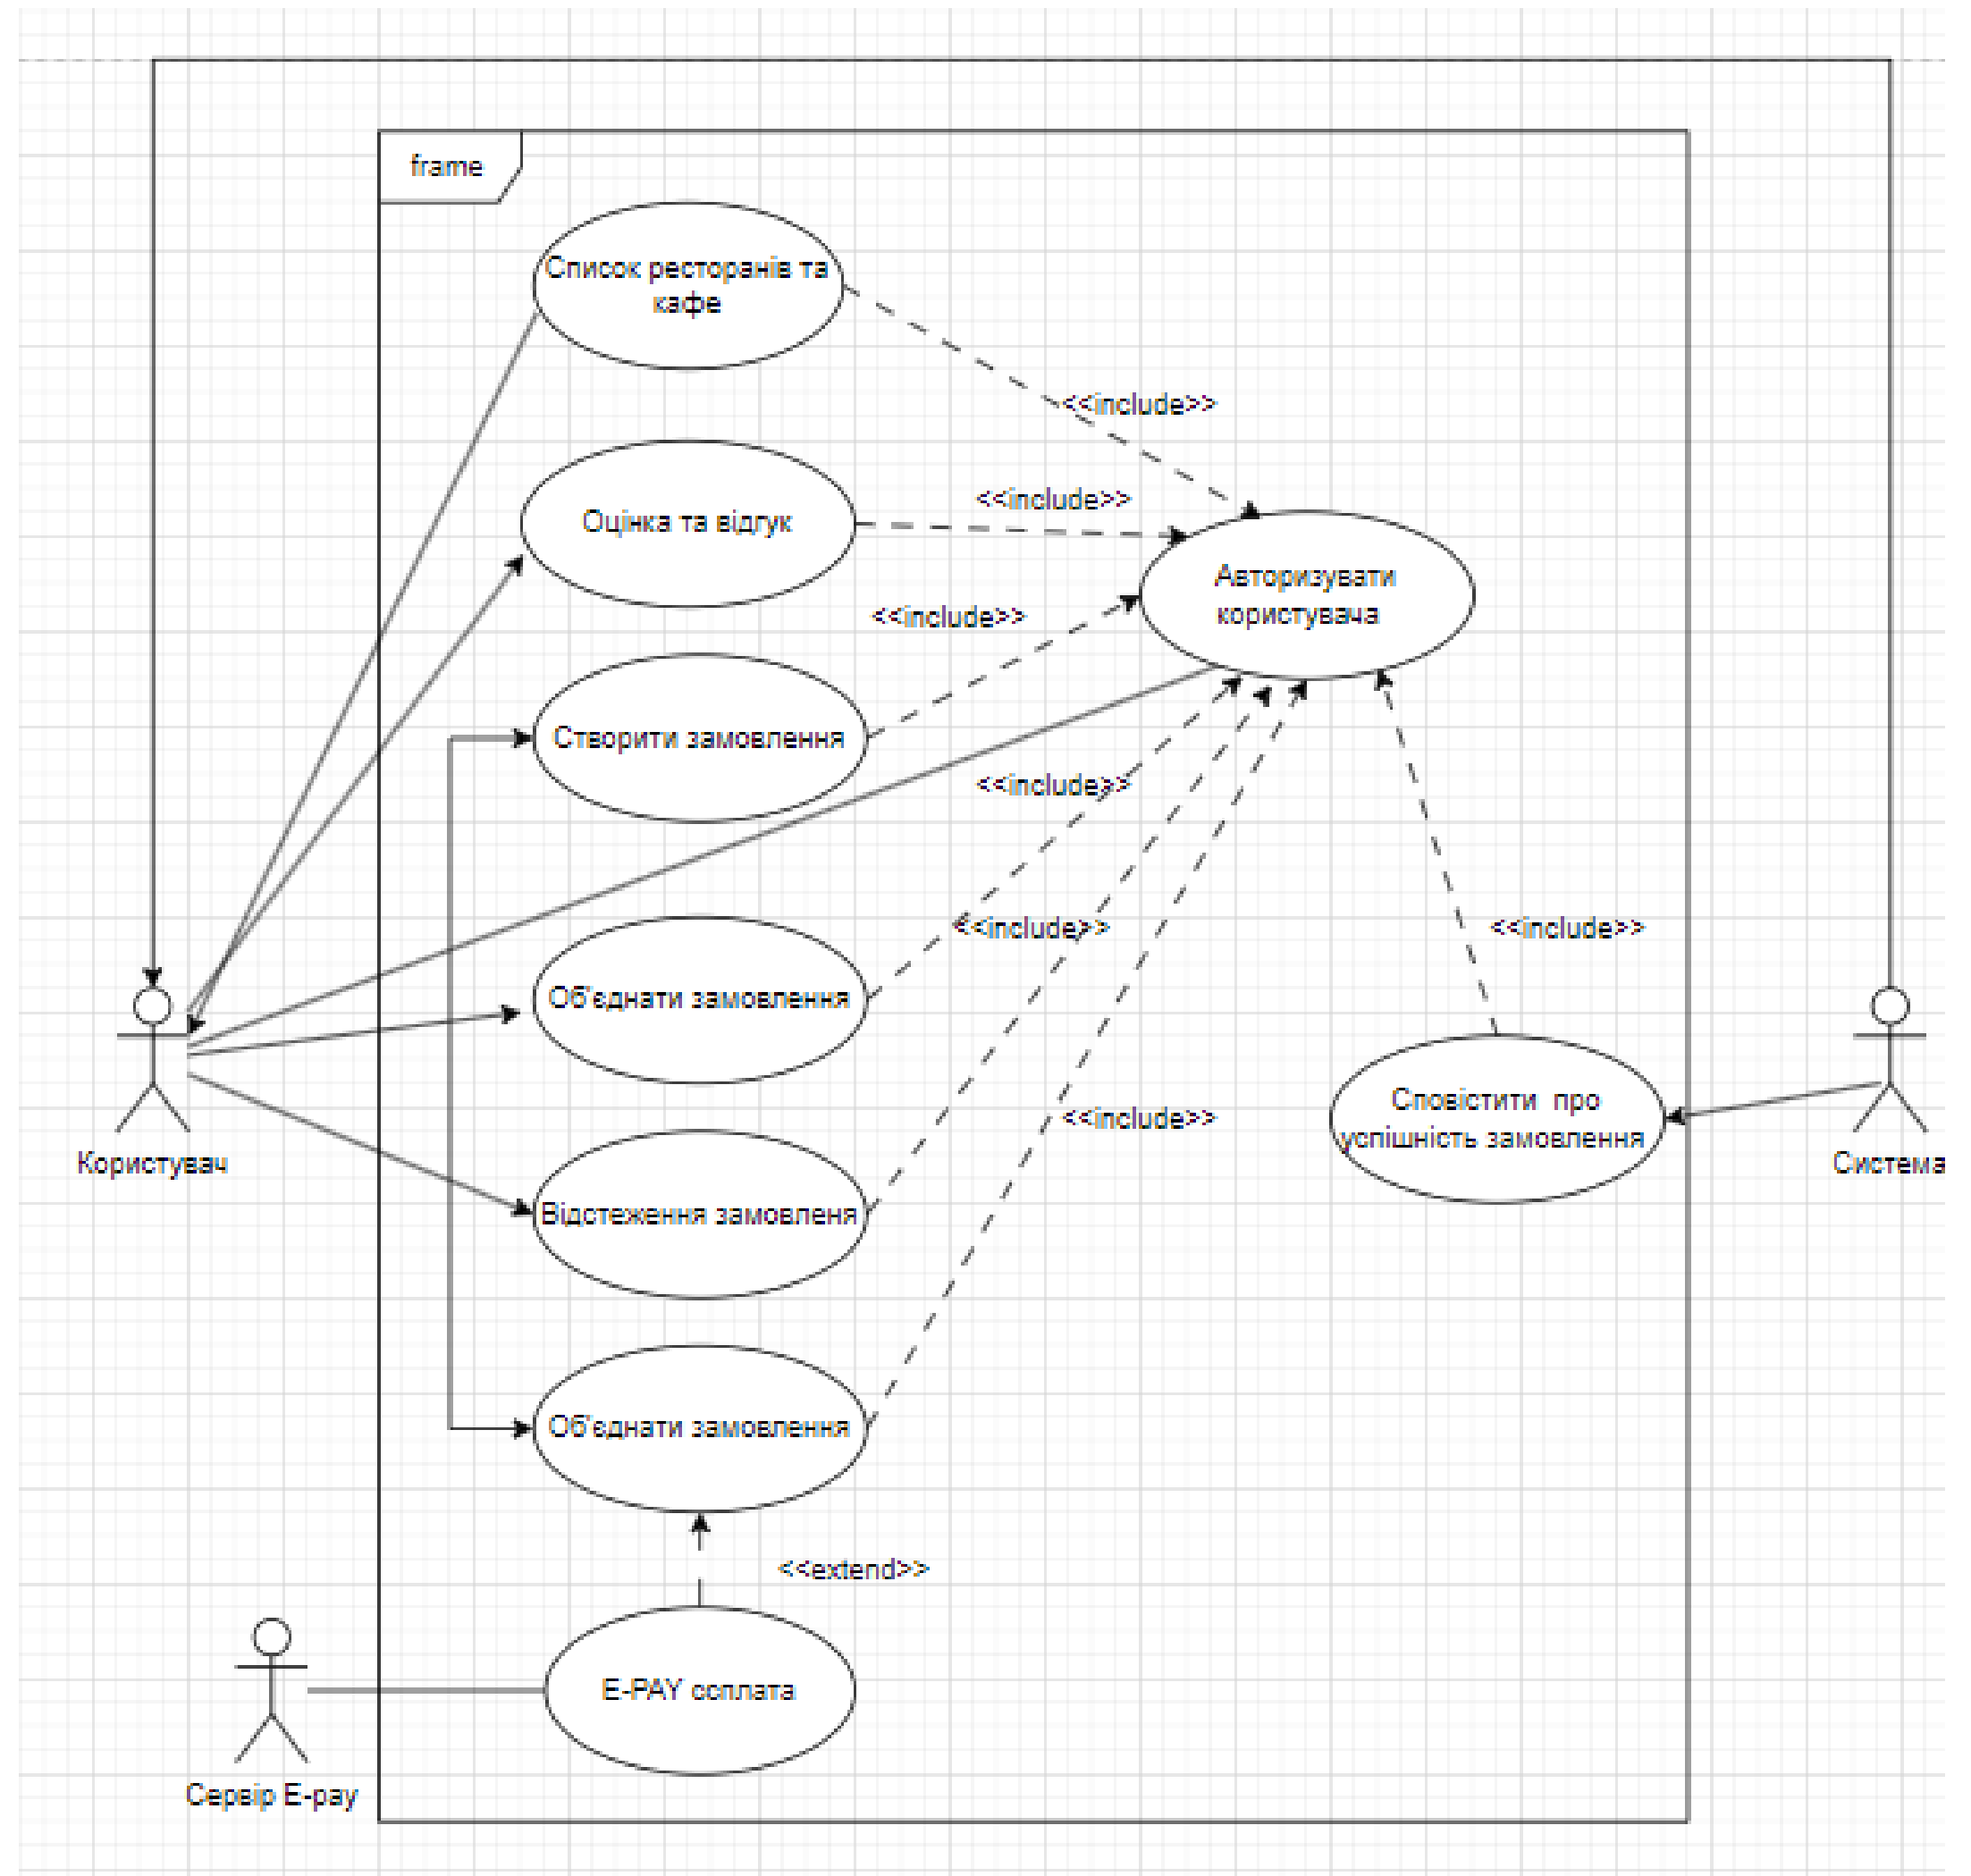 frame
Список ресторанів та
кафе
<<include>>
<<include>>
Оцінка та відгук
Авторизувати
користувача
<<include>>
Створити замовлення
<<include>>
<<include>>
<<include>>
Об'єднати замовлення
Сповістити про
успішність замовлення
<<include>>
Користувач
Система
Відстеження замовленя
Об'єднати замовлення
<<extend>>
E-PAY ссплата
Сервір E-pay